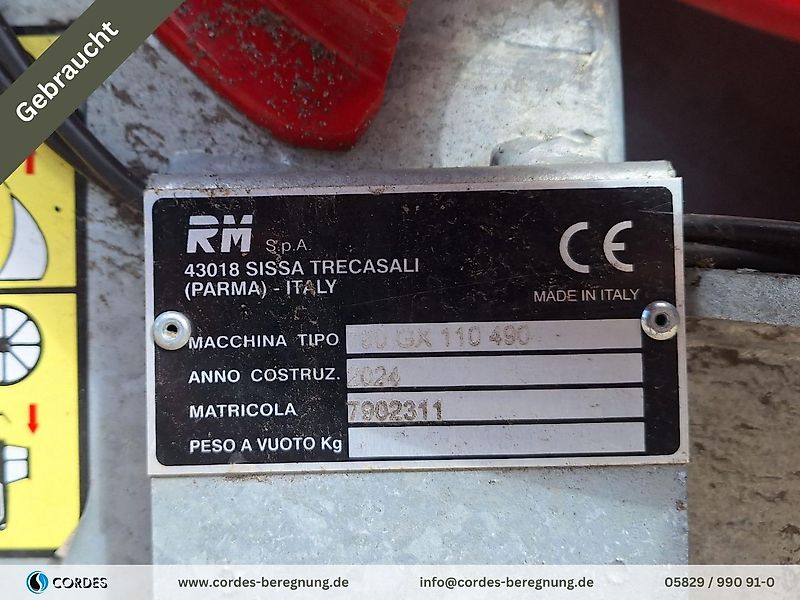 Gebraucht
RM S.p.A.
43018 SISSA TRECASALI
(PARMA) - ITALY
CE
MADE IN ITALY
MACCHINA TIPO GX 110 490
ANNO COSTRUZ. 2024
MATRICOLA 7902311
PESO A VUOTO Kg
CORDES
www.cordes-beregnung.de
info@cordes-beregnung.de
05829 / 990 91-0